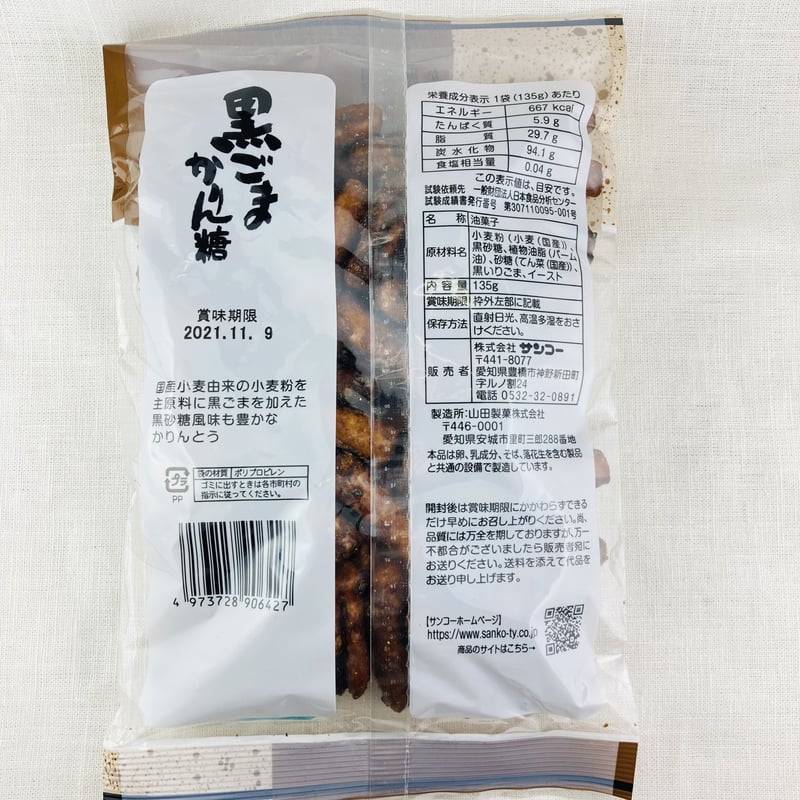 黒ごま
かりん糖
賞味期限
2021.11. 9
国産小麦由来の小麦粉を
主原料に黒ごまを加えた
黒砂糖風味も豊かな
かりんとう
プラ
PP
袋の材質 ポリプロピレン
ゴミに出すときは各市町村の
指示に従ってください。
4 973728 906427
栄養成分表示 1袋(135g)あたり
エネルギー 667 kcal
たんぱく質 5.9 g
脂質 29.7 g
炭水化物 94.1 g
食塩相当量 0.04 g
この表示値は、目安です。
試験依頼先 一般財団法人日本食品分析センター
試験成績書発行番号 第307110095-001号
名称 油菓子
原材料名 小麦粉(小麦(国産))、
黒砂糖、植物油脂(パーム
油)、砂糖(てん菜(国産))、
黒いりごま、イースト
内容量 135g
賞味期限 枠外左部に記載
保存方法 直射日光、高温多湿をおさ
けください。
販売者 株式会社 サンコー
〒441-8077
愛知県豊橋市神野新田町
字ルノ割24
電話 0532-32-0891
製造所:山田製菓株式会社
〒446-0001
愛知県安城市里町三郎288番地
本品は卵、乳成分、そば、落花生を含む製品
と共通の設備で製造しています。
開封後は賞味期限にかかわらずできる
だけ早めにお召し上がりください。尚、
品質には万全を期しておりますが、万一
不都合がございましたら販売者宛に
お送りください。送料を添えて代品を
お送り申し上げます。
【サンコーホームページ】
https://www.sanko-ty.co.jp
商品のサイトはこちら→